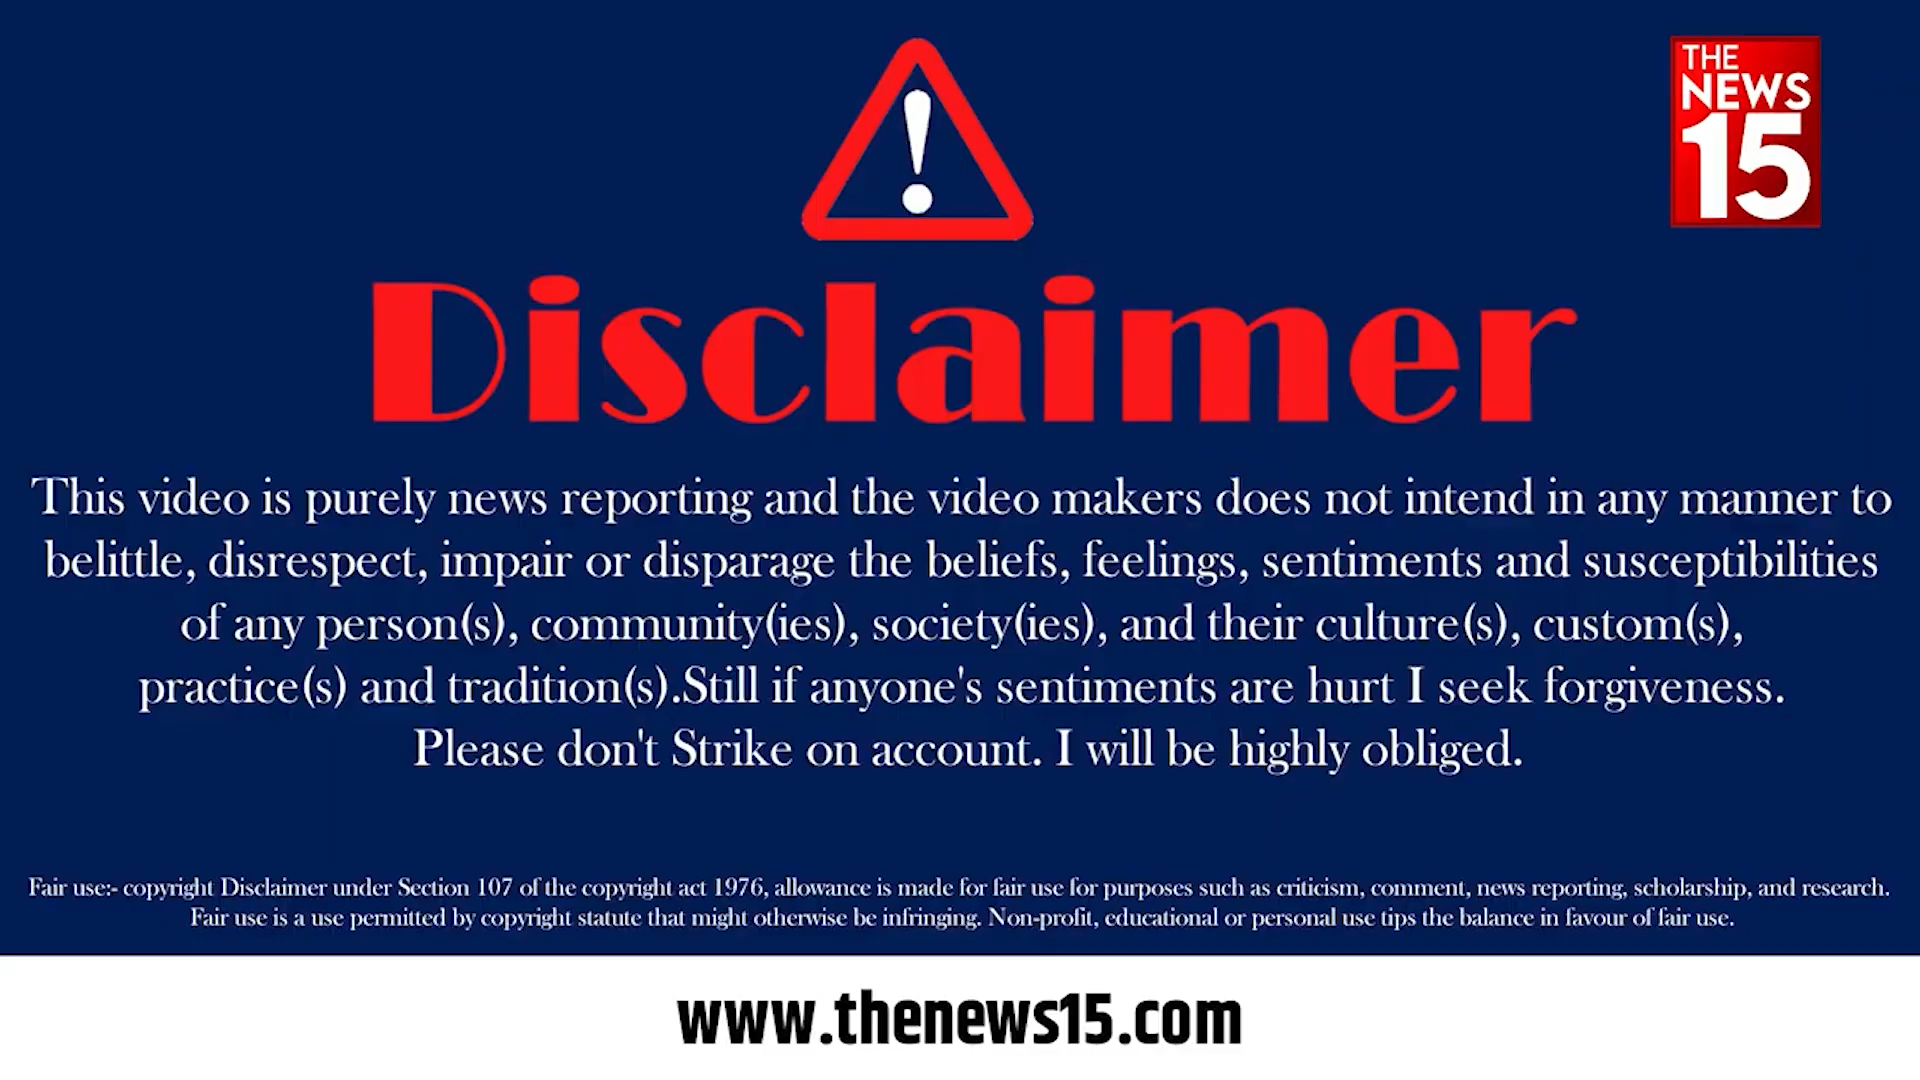 THE
NEWS
15
Disclaimer
This video is purely news reporting and the video makers does not intend in any manner to
belittle, disrespect, impair or disparage the beliefs, feelings, sentiments and susceptibilities
of any person(s), community(ies), society(ies), and their culture(s), custom(s),
practice(s) and tradition(s).Still if anyone's sentiments are hurt I seek forgiveness.
Please don't Strike on account. I will be highly obliged.
Fair use:- copyright Disclaimer under Section 107 of the copyright act 1976, allowance is made for fair use for purposes such as criticism, comment, news reporting, scholarship, and research.
Fair use is a use permitted by copyright statute that might otherwise be infringing. Non-profit, educational or personal use tips the balance in favour of fair use.
www.thenews15.com